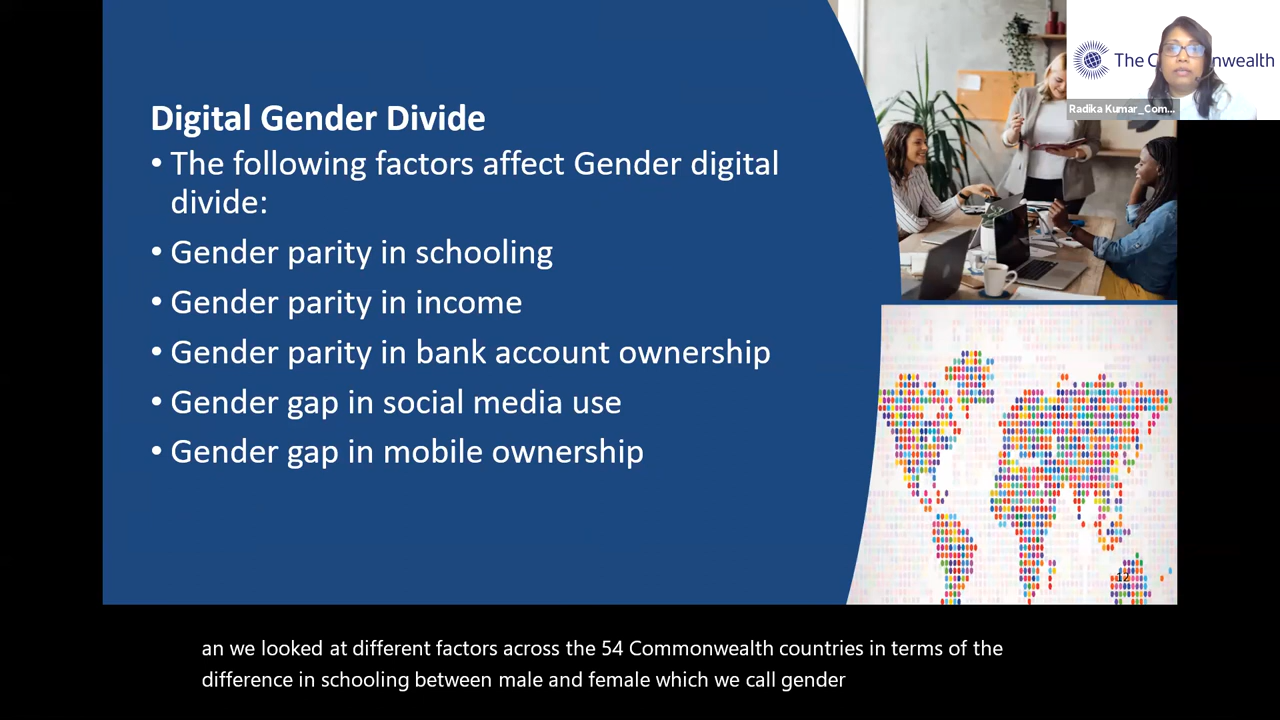 Digital Gender Divide
• The following factors affect Gender digital
divide:
• Gender parity in schooling
• Gender parity in income
• Gender parity in bank account ownership
• Gender gap in social media use
• Gender gap in mobile ownership
12
The C nwealth
Radika Kumar_Com...
an we looked at different factors across the 54 Commonwealth countries in terms of the
difference in schooling between male and female which we call gender